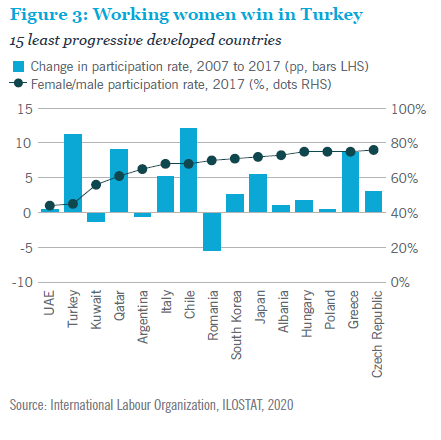 Figure 3: Working women win in Turkey
15 least progressive developed countries
Change in participation rate, 2007 to 2017 (pp, bars LHS)
Female/male participation rate, 2017 (%, dots RHS)
15
10
5
0
-5
-10
100%
80%
60%
40%
20%
0%
UAE
Turkey
Kuwait
Qatar
Argentina
Italy
Chile
Romania
South Korea
Japan
Albania
Hungary
Poland
Greece
Czech Republic
Source: International Labour Organization, ILOSTAT, 2020